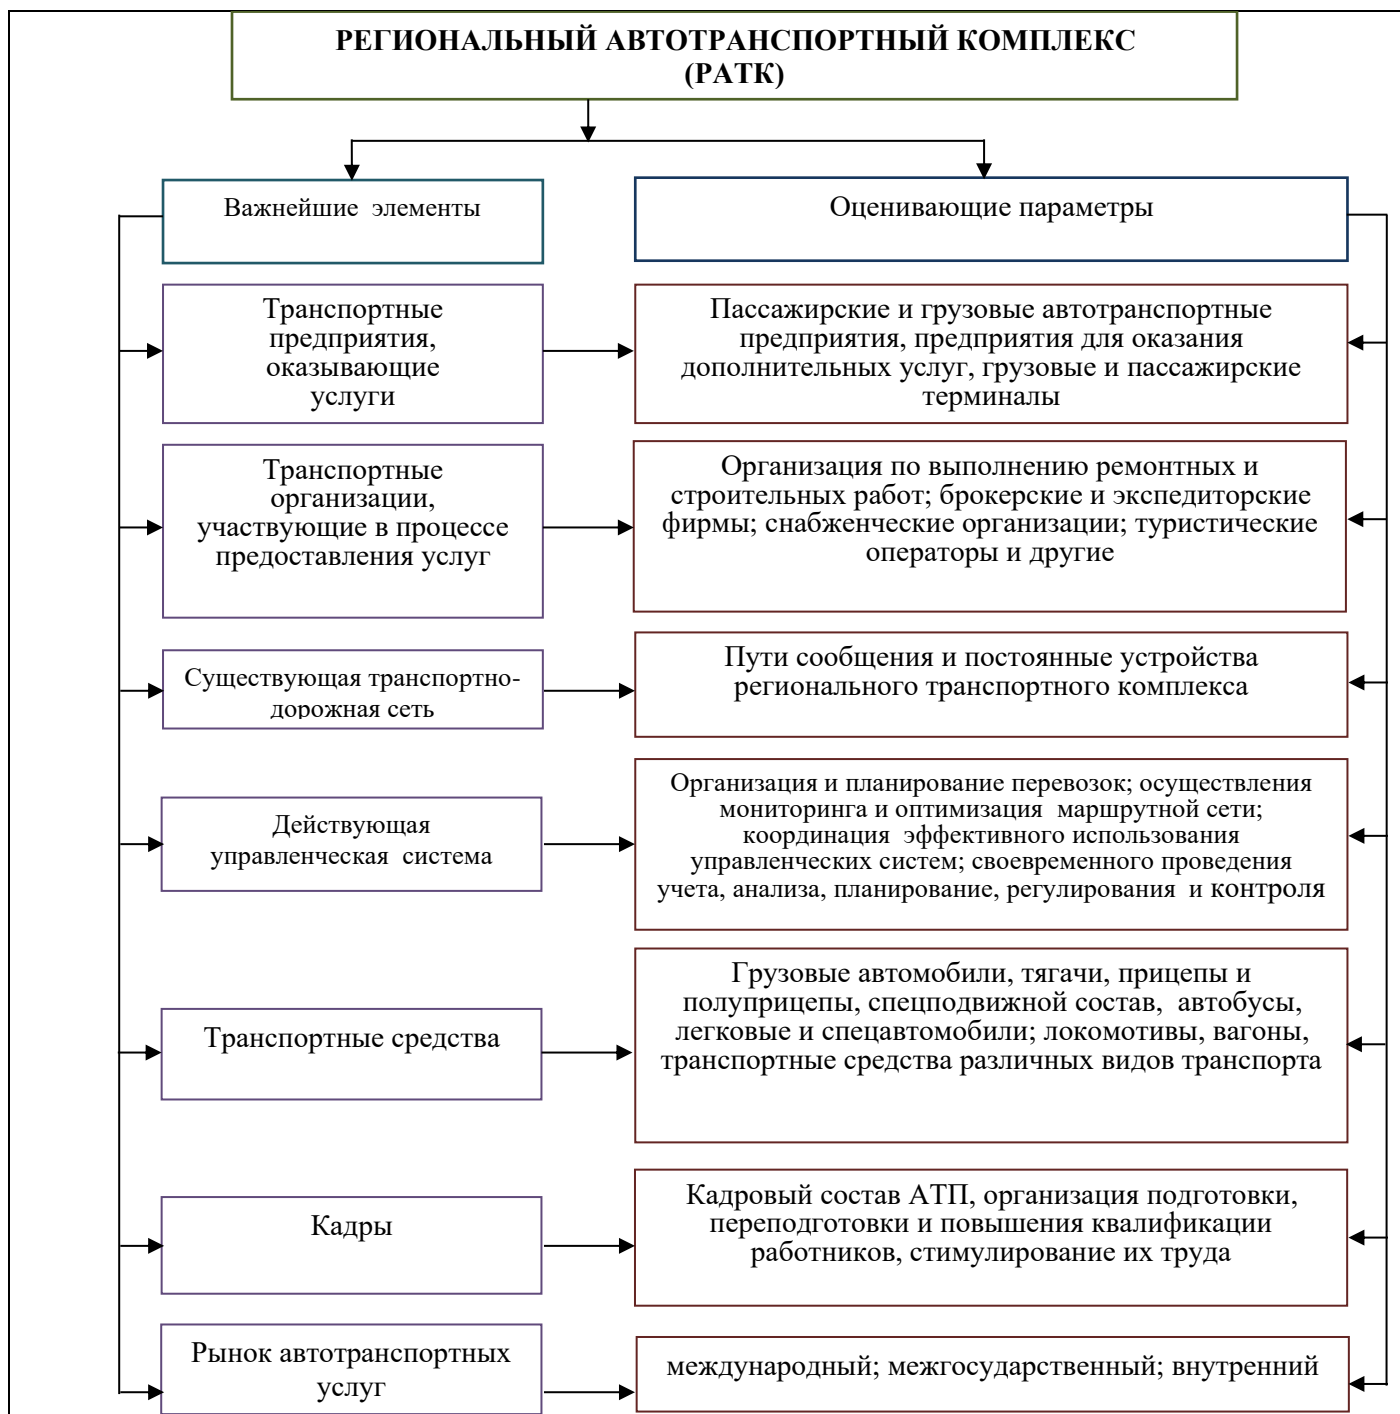 РЕГИОНАЛЬНЫЙ АВТОТРАНСПОРТНЫЙ КОМПЛЕКС
(РАТК)
Важнейшие элементы
Оценивающие параметры
Транспортные
предприятия,
оказывающие
услуги
Пассажирские и грузовые автотранспортные
предприятия, предприятия для оказания
дополнительных услуг, грузовые и пассажирские
терминалы
Транспортные
организации,
участвующие в процессе
предоставления услуг
Организация по выполнению ремонтных и
строительных работ; брокерские и экспедиторские
фирмы; снабженческие организации; туристические
операторы и другие
Существующая транспортно-
дорожная сеть
Пути сообщения и постоянные устройства
регионального транспортного комплекса
Действующая
управленческая система
Организация и планирование перевозок; осуществления
мониторинга и оптимизация маршрутной сети;
координация эффективного использования
управленческих систем; своевременного проведения
учета, анализа, планирование, регулирования и контроля
Транспортные средства
Грузовые автомобили, тягачи, прицепы и
полуприцепы, спецподвижной состав, автобусы,
легковые и спецавтомобили; локомотивы, вагоны,
транспортные средства различных видов транспорта
Кадры
Кадровый состав АТП, организация подготовки,
переподготовки и повышения квалификации
работников, стимулирование их труда
Рынок автотранспортных
услуг
международный; межгосударственный; внутренний